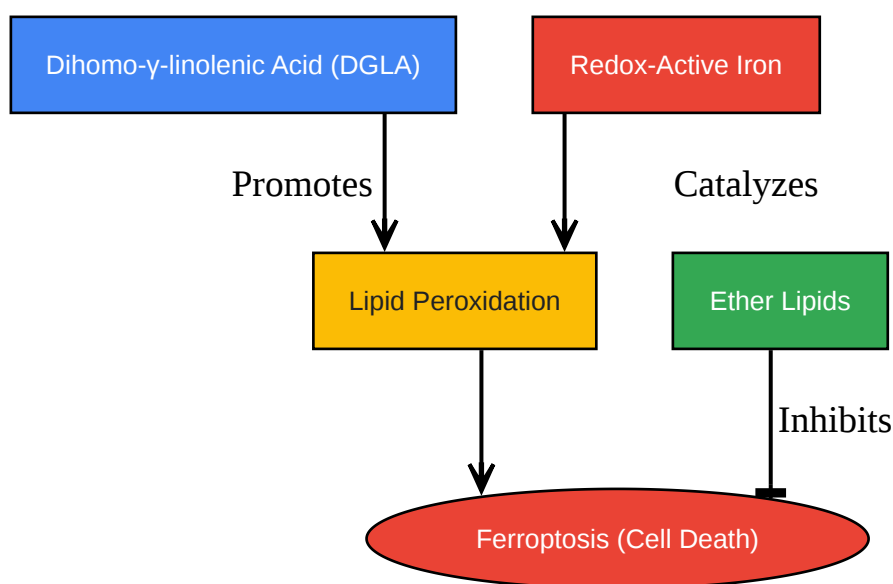 Dihomo-γ-linolenic Acid (DGLA)
Redox-Active Iron
Promotes
Catalyzes
Lipid Peroxidation
Ether Lipids
Inhibits
Ferroptosis (Cell Death)